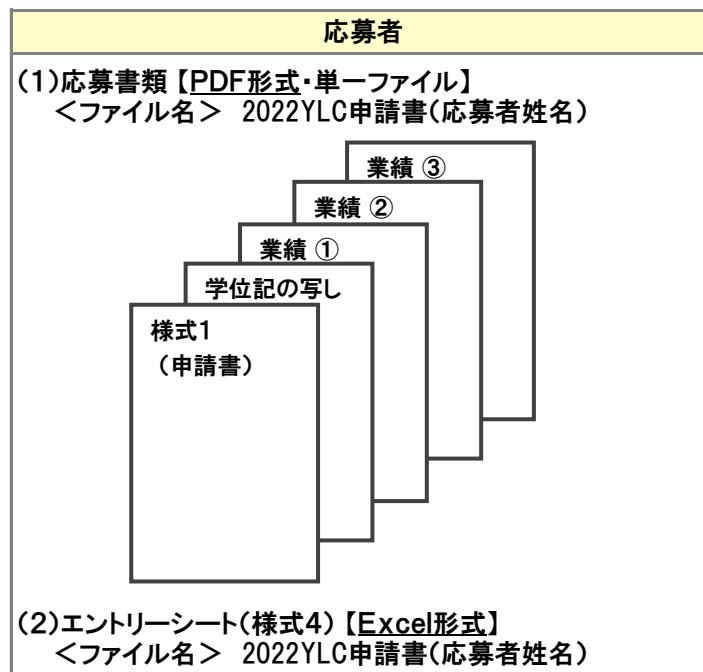 応募者
(1)応募書類【PDF形式・単一ファイル】
＜ファイル名＞ 2022YLC申請書(応募者姓名)
業績 ③
業績 ②
業績 ①
学位記の写し
様式1
(申請書)
(2)エントリーシート(様式4)【Excel形式】
＜ファイル名＞ 2022YLC申請書(応募者姓名)